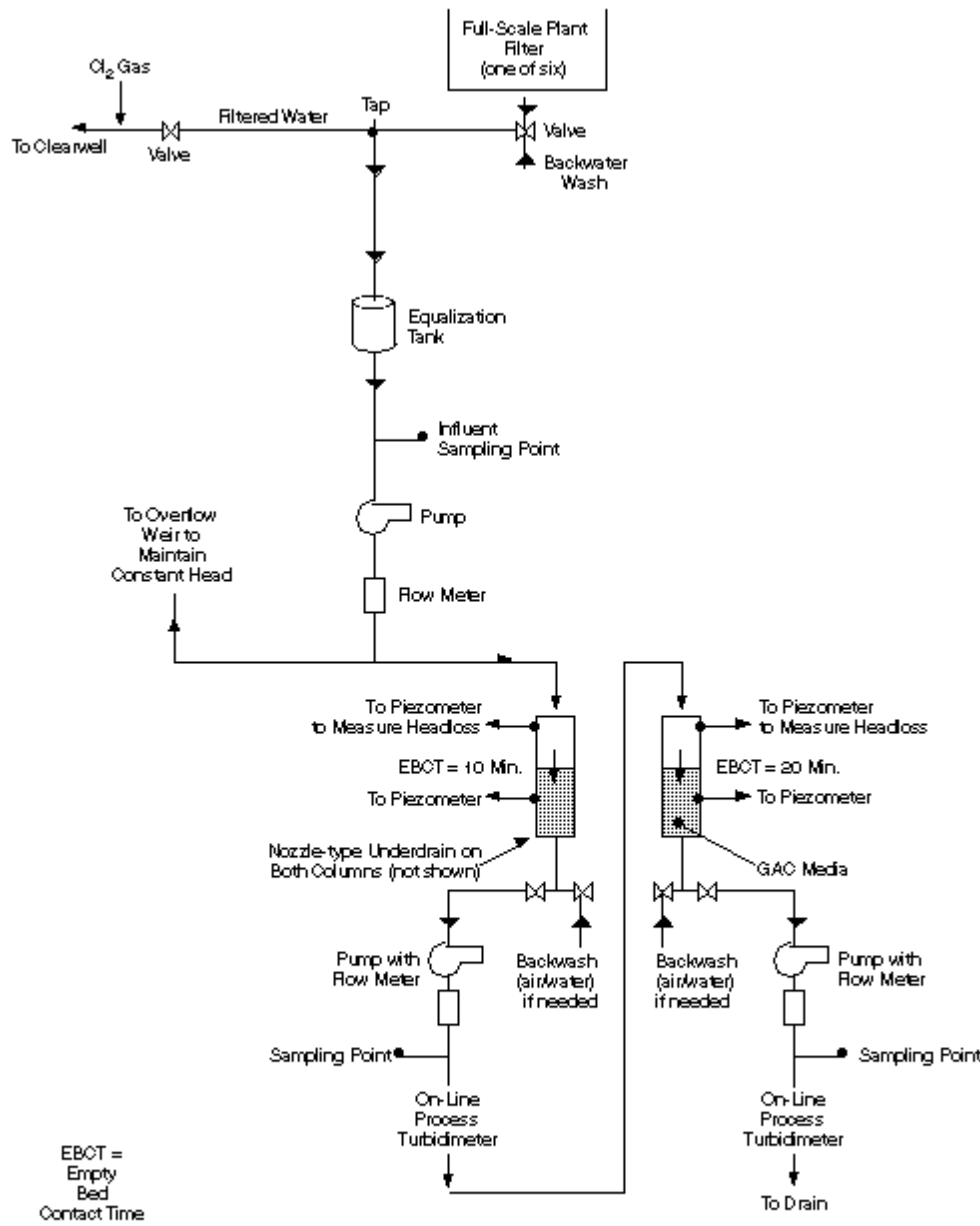 Full-Scale Plant
Filter
(one of six)
Cl₂ Gas
Tap
Filtered Water
To Clearwell
Valve
Valve
Backwater
Wash
Equalization
Tank
Influent
Sampling Point
To Overflow
Weir to
Maintain
Constant Head
Pump
Flow Meter
To Piezometer
to Measure Headloss
To Piezometer
to Measure Headloss
EBCT = 10 Min.
EBCT = 20 Min.
To Piezometer
To Piezometer
Nozzle-type Underdrain on
Both Columns (not shown)
GAC Media
Pump with
Flow Meter
Backwash
(air/water)
if needed
Backwash
(air/water)
if needed
Pump with
Flow Meter
Sampling Point
Sampling Point
On-Line
Process
Turbidimeter
On-Line
Process
Turbidimeter
To Drain
EBCT =
Empty
Bed
Contact Time